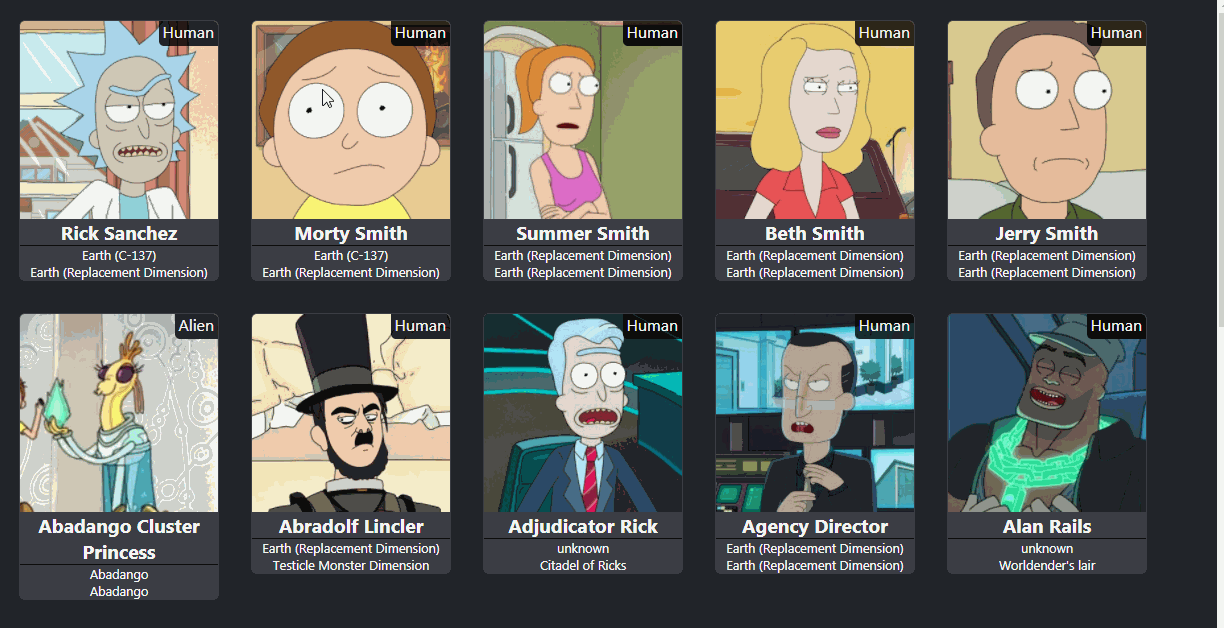 Human
Rick Sanchez
Earth (C-137)
Earth (Replacement Dimension)
Human
Morty Smith
Earth (C-137)
Earth (Replacement Dimension)
Human
Summer Smith
Earth (Replacement Dimension)
Earth (Replacement Dimension)
Human
Beth Smith
Earth (Replacement Dimension)
Earth (Replacement Dimension)
Human
Jerry Smith
Earth (Replacement Dimension)
Earth (Replacement Dimension)
Alien
Abadango Cluster
Princess
Abadango
Abadango
Human
Abradolf Lincler
Earth (Replacement Dimension)
Testicle Monster Dimension
Human
Adjudicator Rick
unknown
Citadel of Ricks
Human
Agency Director
Earth (Replacement Dimension)
Earth (Replacement Dimension)
Human
Alan Rails
unknown
Worldender's lair